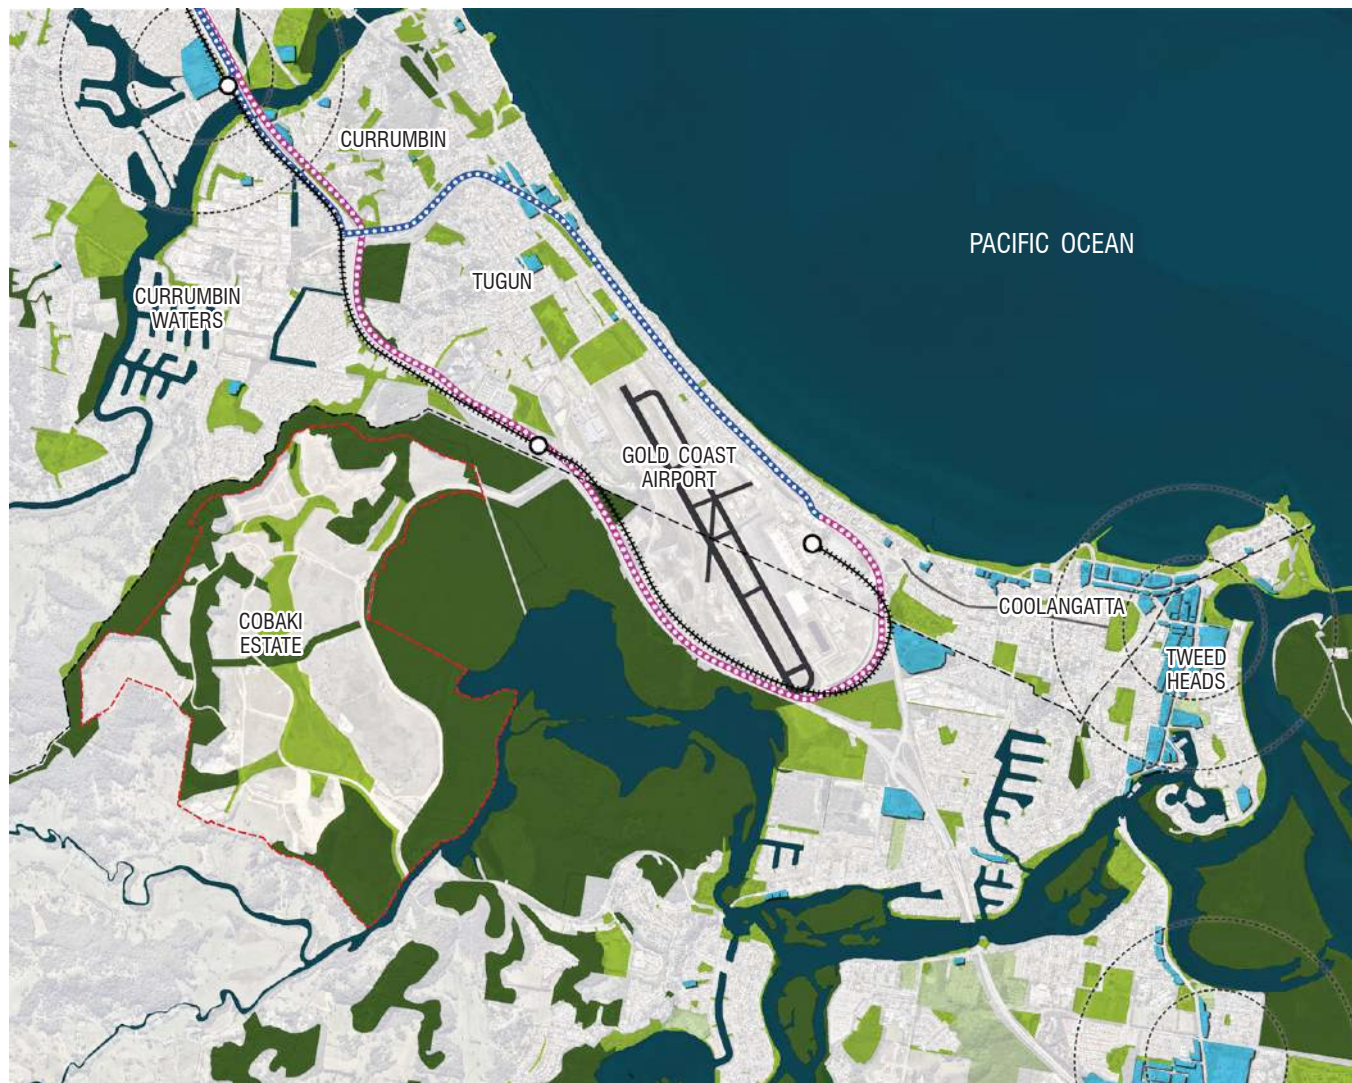 CURRUMBIN
PACIFIC OCEAN
TUGUN
CURRUMBIN
WATERS
GOLD COAST
AIRPORT
COOLANGATTA
COBAKI
ESTATE
TWEED
HEADS